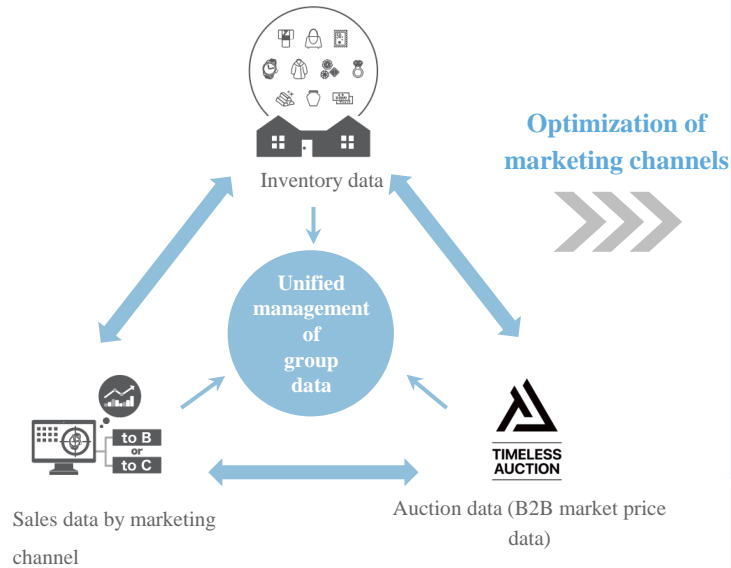 Optimization of
marketing channels
Inventory data
Unified
management
of
group
data
to B
or
to C
TIMELESS
AUCTION
Sales data by marketing
channel
Auction data (B2B market price
data)